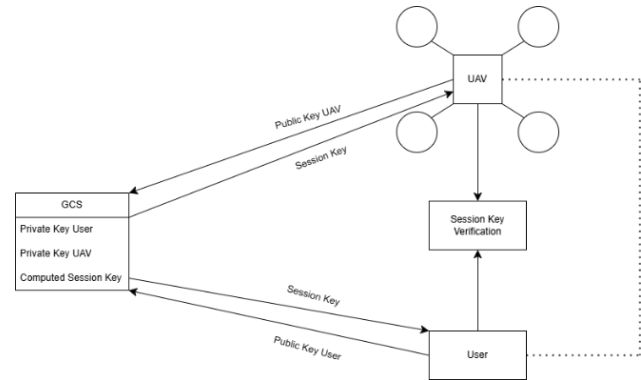 UAV
Public Key UAV
Session Key
GCS
Private Key User
Private Key UAV
Computed Session Key
Session Key
Verification
Session Key
Public Key User
User